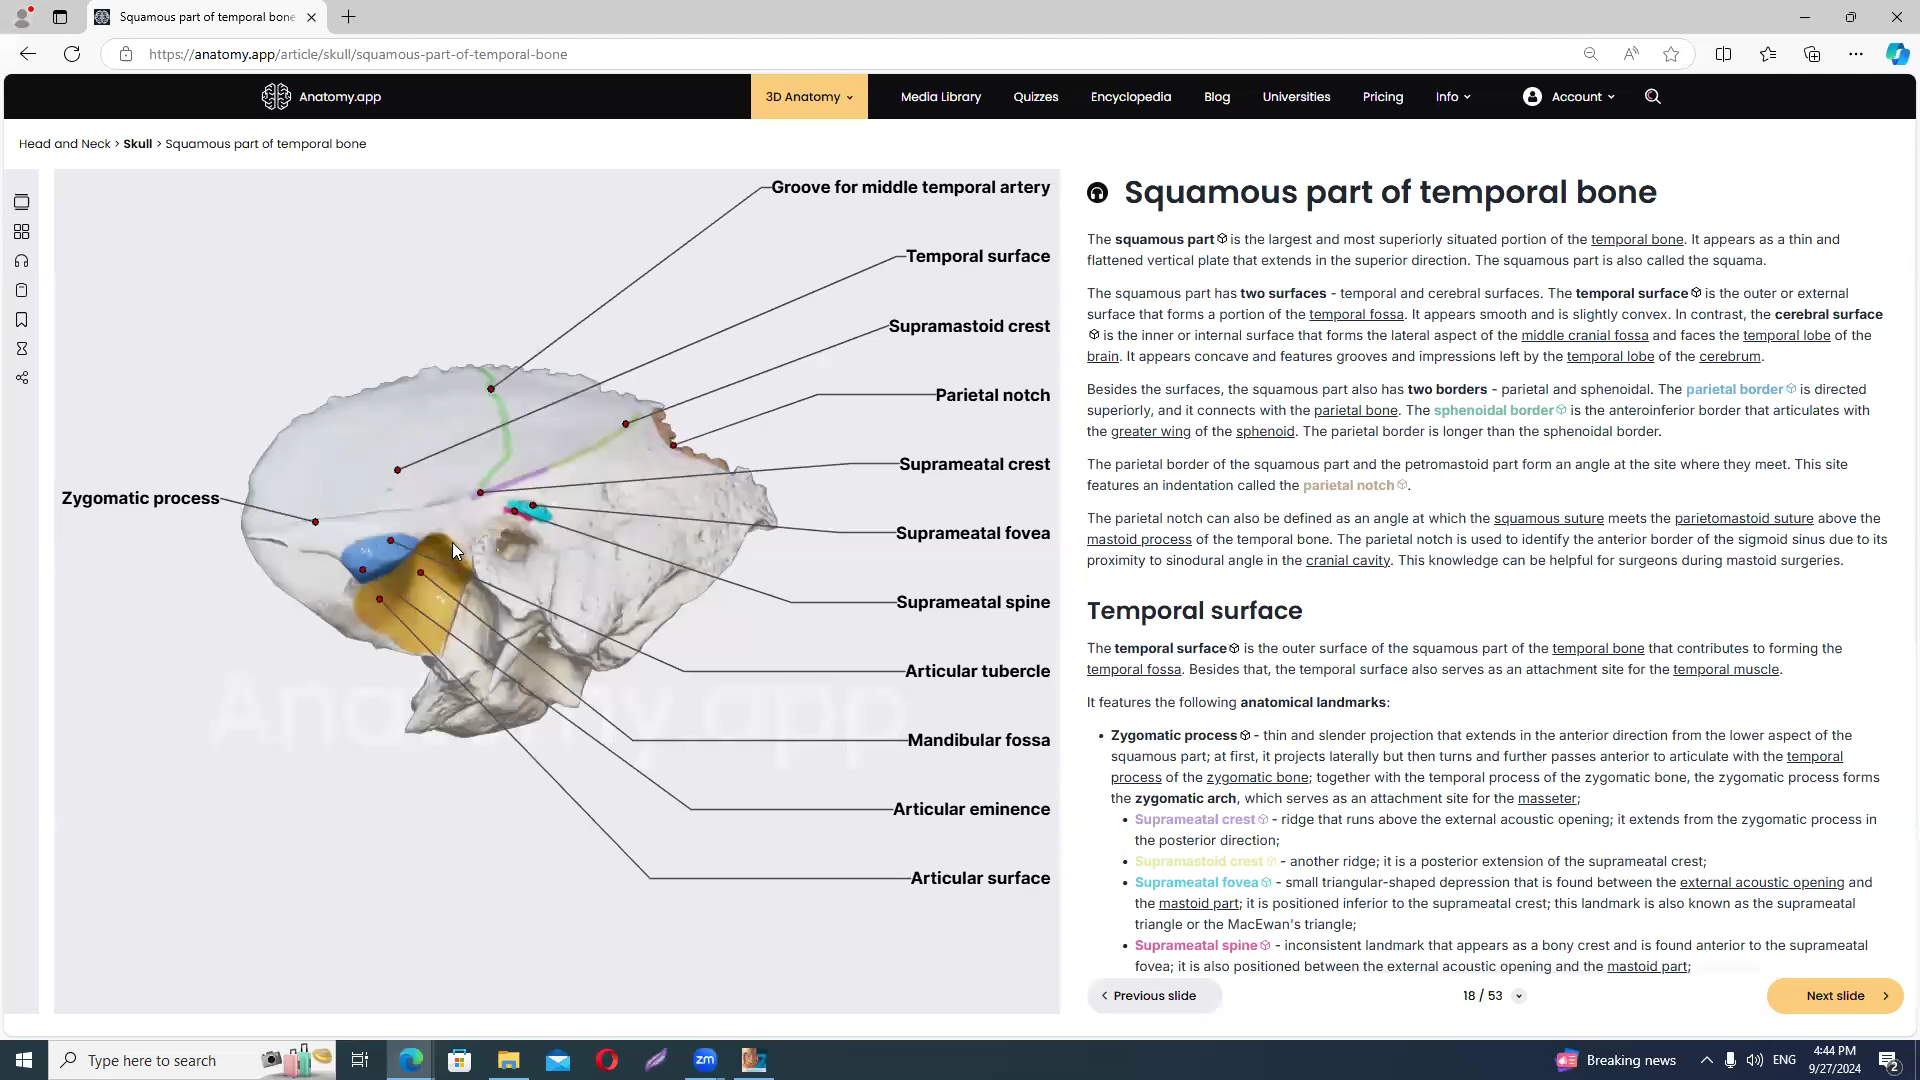 Squamous part of temporal bone
https://anatomy.app/article/skull/squamous-part-of-temporal-bone
Anatomy.app
3D Anatomy
Media Library
Quizzes
Encyclopedia
Blog
Universities
Pricing
Info
Account
Head and Neck > Skull > Squamous part of temporal bone
Groove for middle temporal artery
Temporal surface
Supramastoid crest
Parietal notch
Suprameatal crest
Zygomatic process
Suprameatal fovea
Suprameatal spine
Articular tubercle
Anatomy.app
Mandibular fossa
Articular eminence
Articular surface
Squamous part of temporal bone
The squamous part is the largest and most superiorly situated portion of the temporal bone. It appears as a thin and
flattened vertical plate that extends in the superior direction. The squamous part is also called the squama.
The squamous part has two surfaces - temporal and cerebral surfaces. The temporal surface is the outer or external
surface that forms a portion of the temporal fossa. It appears smooth and is slightly convex. In contrast, the cerebral surface
is the inner or internal surface that forms the lateral aspect of the middle cranial fossa and faces the temporal lobe of the
brain. It appears concave and features grooves and impressions left by the temporal lobe of the cerebrum.
Besides the surfaces, the squamous part also has two borders - parietal and sphenoidal. The parietal border is directed
superiorly, and it connects with the parietal bone. The sphenoidal border is the anteroinferior border that articulates with
the greater wing of the sphenoid. The parietal border is longer than the sphenoidal border.
The parietal border of the squamous part and the petromastoid part form an angle at the site where they meet. This site
features an indentation called the parietal notch.
The parietal notch can also be defined as an angle at which the squamous suture meets the parietomastoid suture above the
mastoid process of the temporal bone. The parietal notch is used to identify the anterior border of the sigmoid sinus due to its
proximity to sinodural angle in the cranial cavity. This knowledge can be helpful for surgeons during mastoid surgeries.
Temporal surface
The temporal surface is the outer surface of the squamous part of the temporal bone that contributes to forming the
temporal fossa. Besides that, the temporal surface also serves as an attachment site for the temporal muscle.
It features the following anatomical landmarks:
• Zygomatic process - thin and slender projection that extends in the anterior direction from the lower aspect of the
squamous part; at first, it projects laterally but then turns and further passes anterior to articulate with the temporal
process of the zygomatic bone; together with the temporal process of the zygomatic bone, the zygomatic process forms
the zygomatic arch, which serves as an attachment site for the masseter;
• Suprameatal crest - ridge that runs above the external acoustic opening; it extends from the zygomatic process in
the posterior direction;
• Supramastoid crest - another ridge; it is a posterior extension of the suprameatal crest;
• Suprameatal fovea - small triangular-shaped depression that is found between the external acoustic opening and
the mastoid part; it is positioned inferior to the suprameatal crest; this landmark is also known as the suprameatal
triangle or the MacEwan's triangle;
• Suprameatal spine - inconsistent landmark that appears as a bony crest and is found anterior to the suprameatal
fovea; it is also positioned between the external acoustic opening and the mastoid part;
Previous slide
18 / 53
Next slide
Type here to search
zm
Breaking news
ENG
4:44 PM
9/27/2024
2